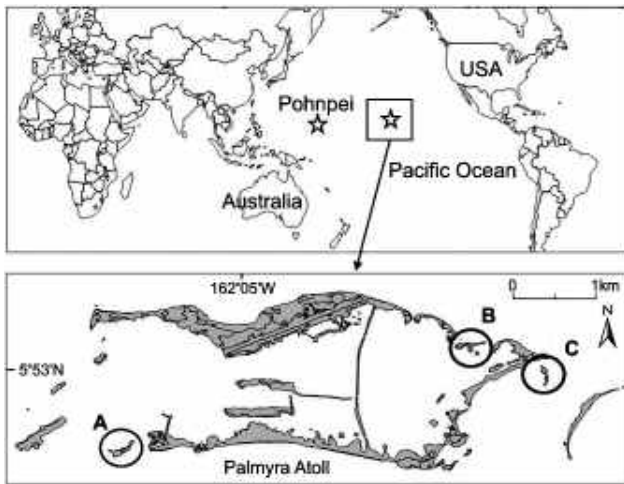 USA
Pohnpei
Pacific Ocean
Australia
162°05'W
0 1km
B
N
C
5°53'N
A
Palmyra Atoll